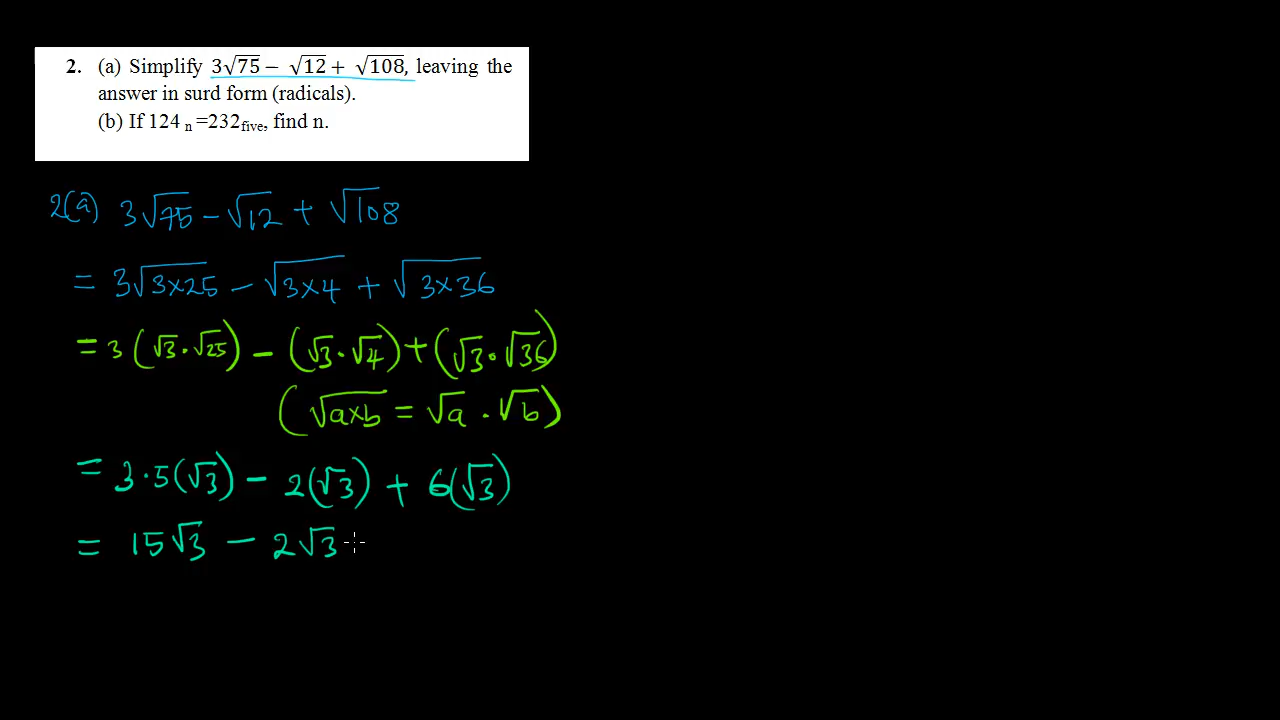 2. (a) Simplify 3√75 − √12 + √108, leaving the
answer in surd form (radicals).
(b) If 124 n =232five, find n.
2(a) 3√75 − √12 + √108
= 3√3×25 − √3×4 + √3×36
= 3(√3·√25) − (√3·√4) + (√3·√36)
(√a×b = √a · √b)
= 3·5(√3) − 2(√3) + 6(√3)
= 15√3 − 2√3